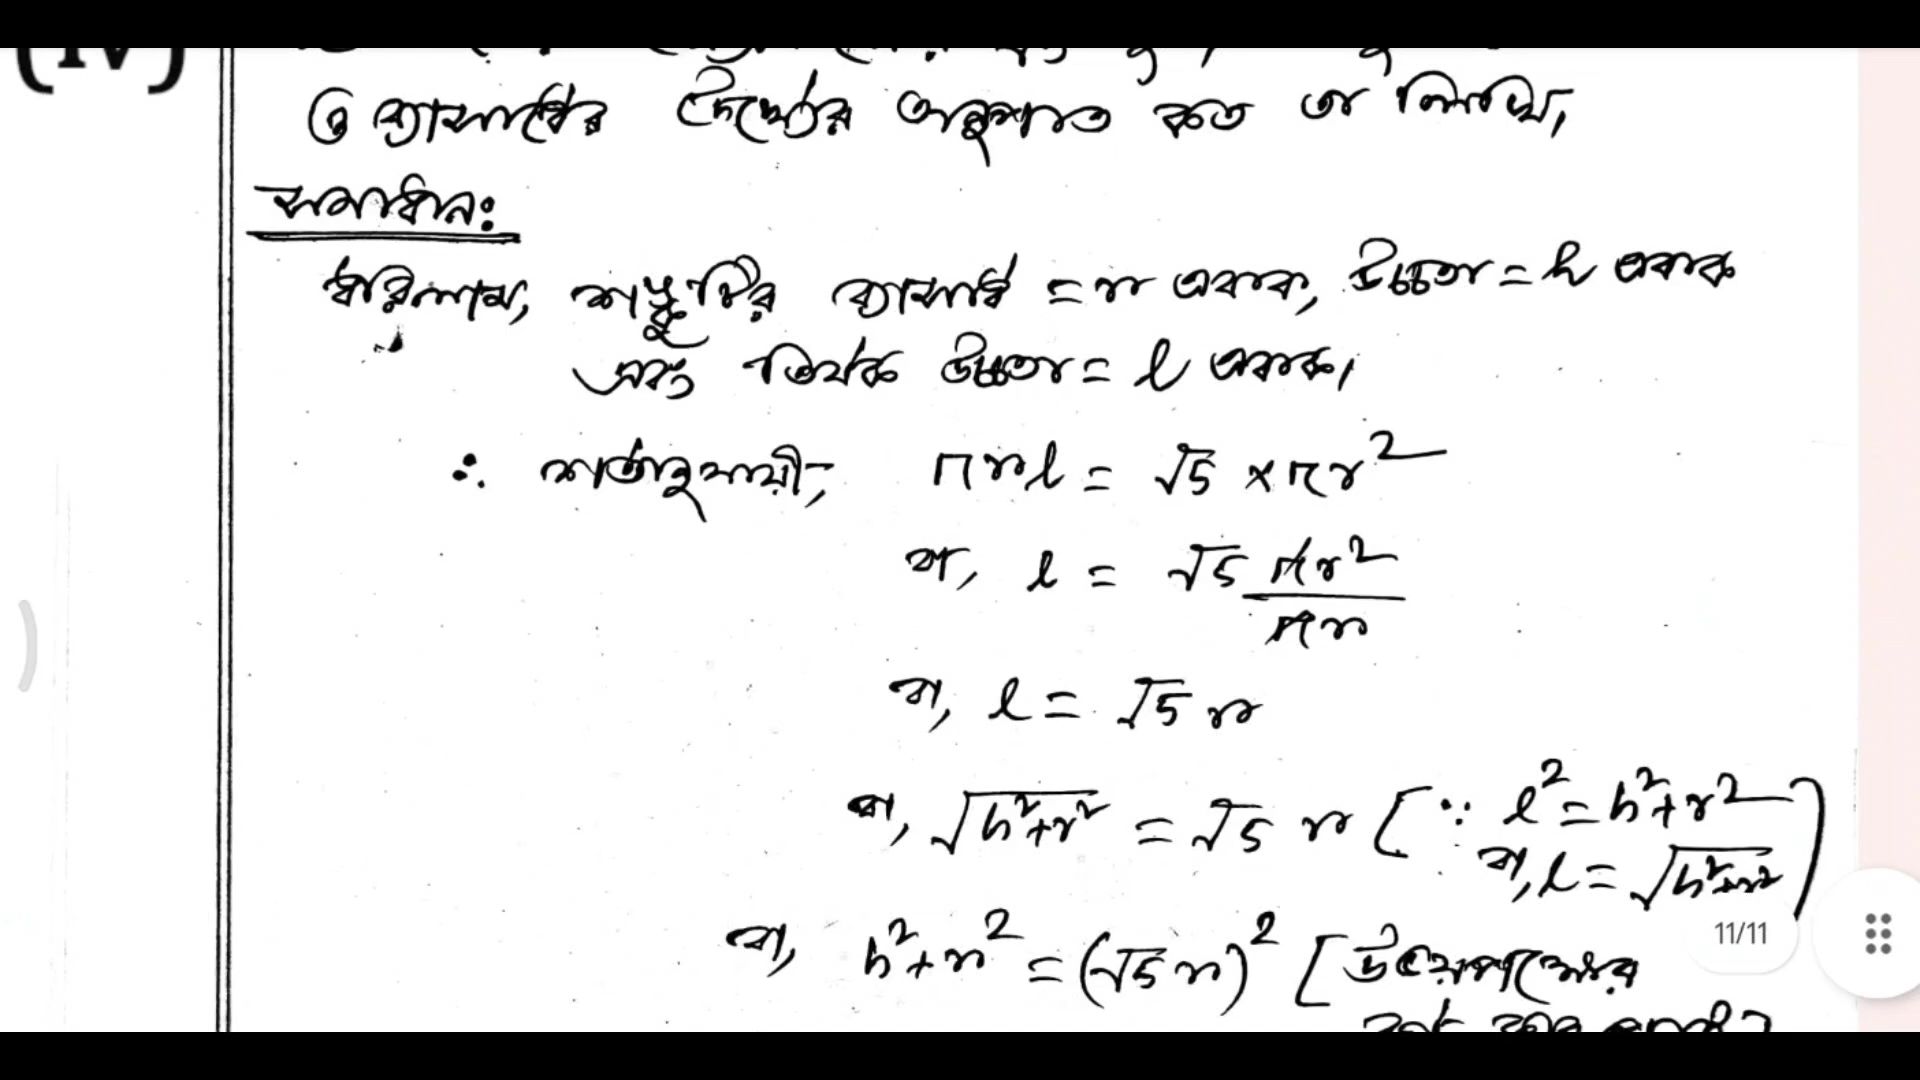 (iv)
ও ব্যাসার্ধের দৈর্ঘ্যের অনুপাত কত তা লিখি।
সমাধান:
ধরিলাম, শঙ্কুটির ব্যাসার্ধ = r একক, উচ্চতা = h একক
এবং তির্যক উচ্চতা = l একক।
∴ শর্তানুযায়ী, πrl = √5 × πr²
বা, l = √5 πr²/πr
বা, l = √5 r
বা, √(h²+r²) = √5 r [∵ l² = h²+r²
বা, l = √(h²+r²)]
বা, h²+r² = (√5 r)² [উভয়পক্ষের
11/11